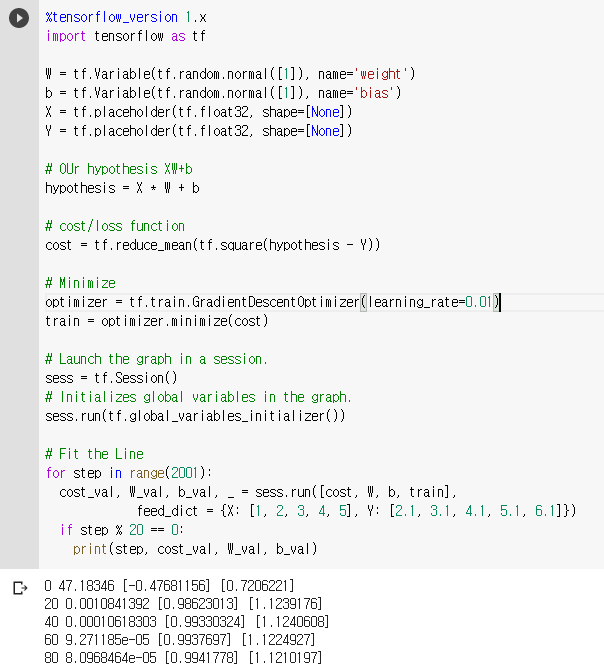 %tensorflow_version 1.x
import tensorflow as tf
W = tf.Variable(tf.random.normal([1]), name='weight')
b = tf.Variable(tf.random.normal([1]), name='bias')
X = tf.placeholder(tf.float32, shape=[None])
Y = tf.placeholder(tf.float32, shape=[None])
# OUr hypothesis XW+b
hypothesis = X * W + b
# cost/loss function
cost = tf.reduce_mean(tf.square(hypothesis - Y))
# Minimize
optimizer = tf.train.GradientDescentOptimizer(learning_rate=0.01)
train = optimizer.minimize(cost)
# Launch the graph in a session.
sess = tf.Session()
# Initializes global variables in the graph.
sess.run(tf.global_variables_initializer())
# Fit the Line
for step in range(2001):
  cost_val, W_val, b_val, _ = sess.run([cost, W, b, train],
              feed_dict = {X: [1, 2, 3, 4, 5], Y: [2.1, 3.1, 4.1, 5.1, 6.1]})
  if step % 20 == 0:
    print(step, cost_val, W_val, b_val)
0 47.18346 [-0.47681156] [0.7206221]
20 0.0010841392 [0.98623013] [1.1239176]
40 0.00010618303 [0.99330324] [1.1240608]
60 9.271185e-05 [0.9937697] [1.1224927]
80 8.0968464e-05 [0.9941778] [1.1210197]